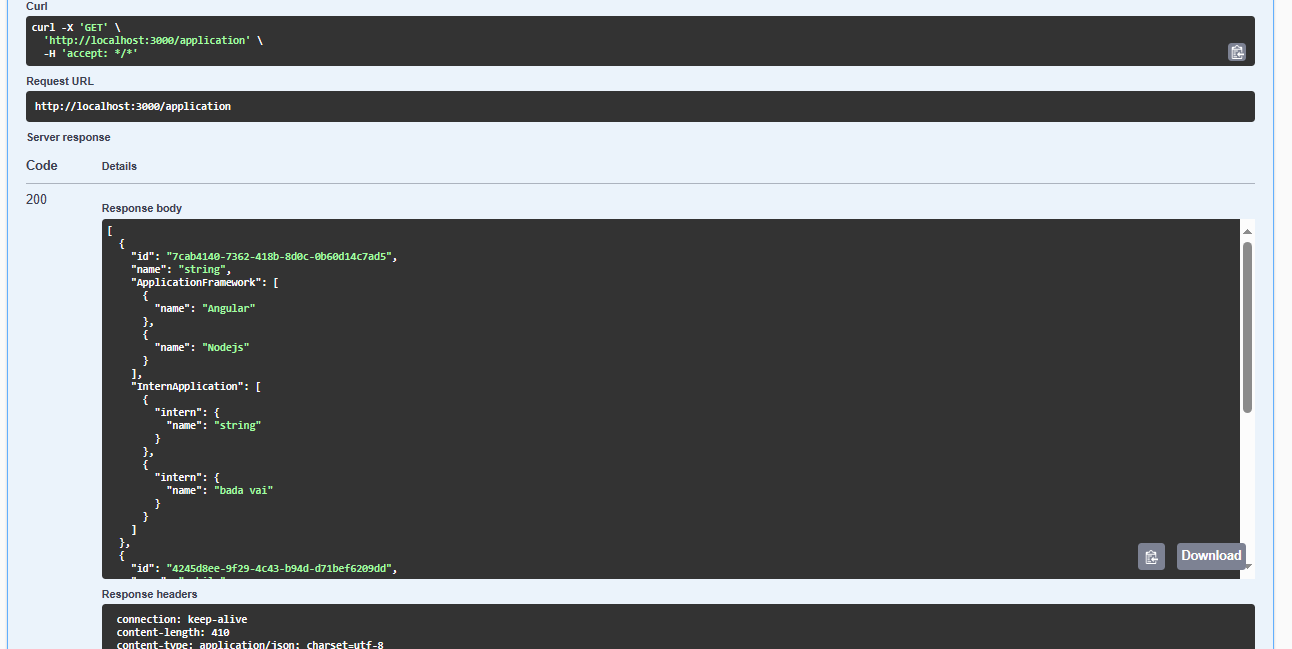 Curl
curl -X 'GET' \
  'http://localhost:3000/application' \
  -H 'accept: */*'
Request URL
http://localhost:3000/application
Server response
Code Details
200
Response body
[
  {
    "id": "7cab4140-7362-418b-8d0c-0b60d14c7ad5",
    "name": "string",
    "ApplicationFramework": [
      {
        "name": "Angular"
      },
      {
        "name": "Nodejs"
      }
    ],
    "InternApplication": [
      {
        "intern": {
          "name": "string"
        }
      },
      {
        "intern": {
          "name": "bada vai"
        }
      }
    ]
  },
  {
    "id": "4245d8ee-9f29-4c43-b94d-d71bef6209dd",
Download
Response headers
connection: keep-alive
content-length: 410
content-type: application/json; charset=utf-8